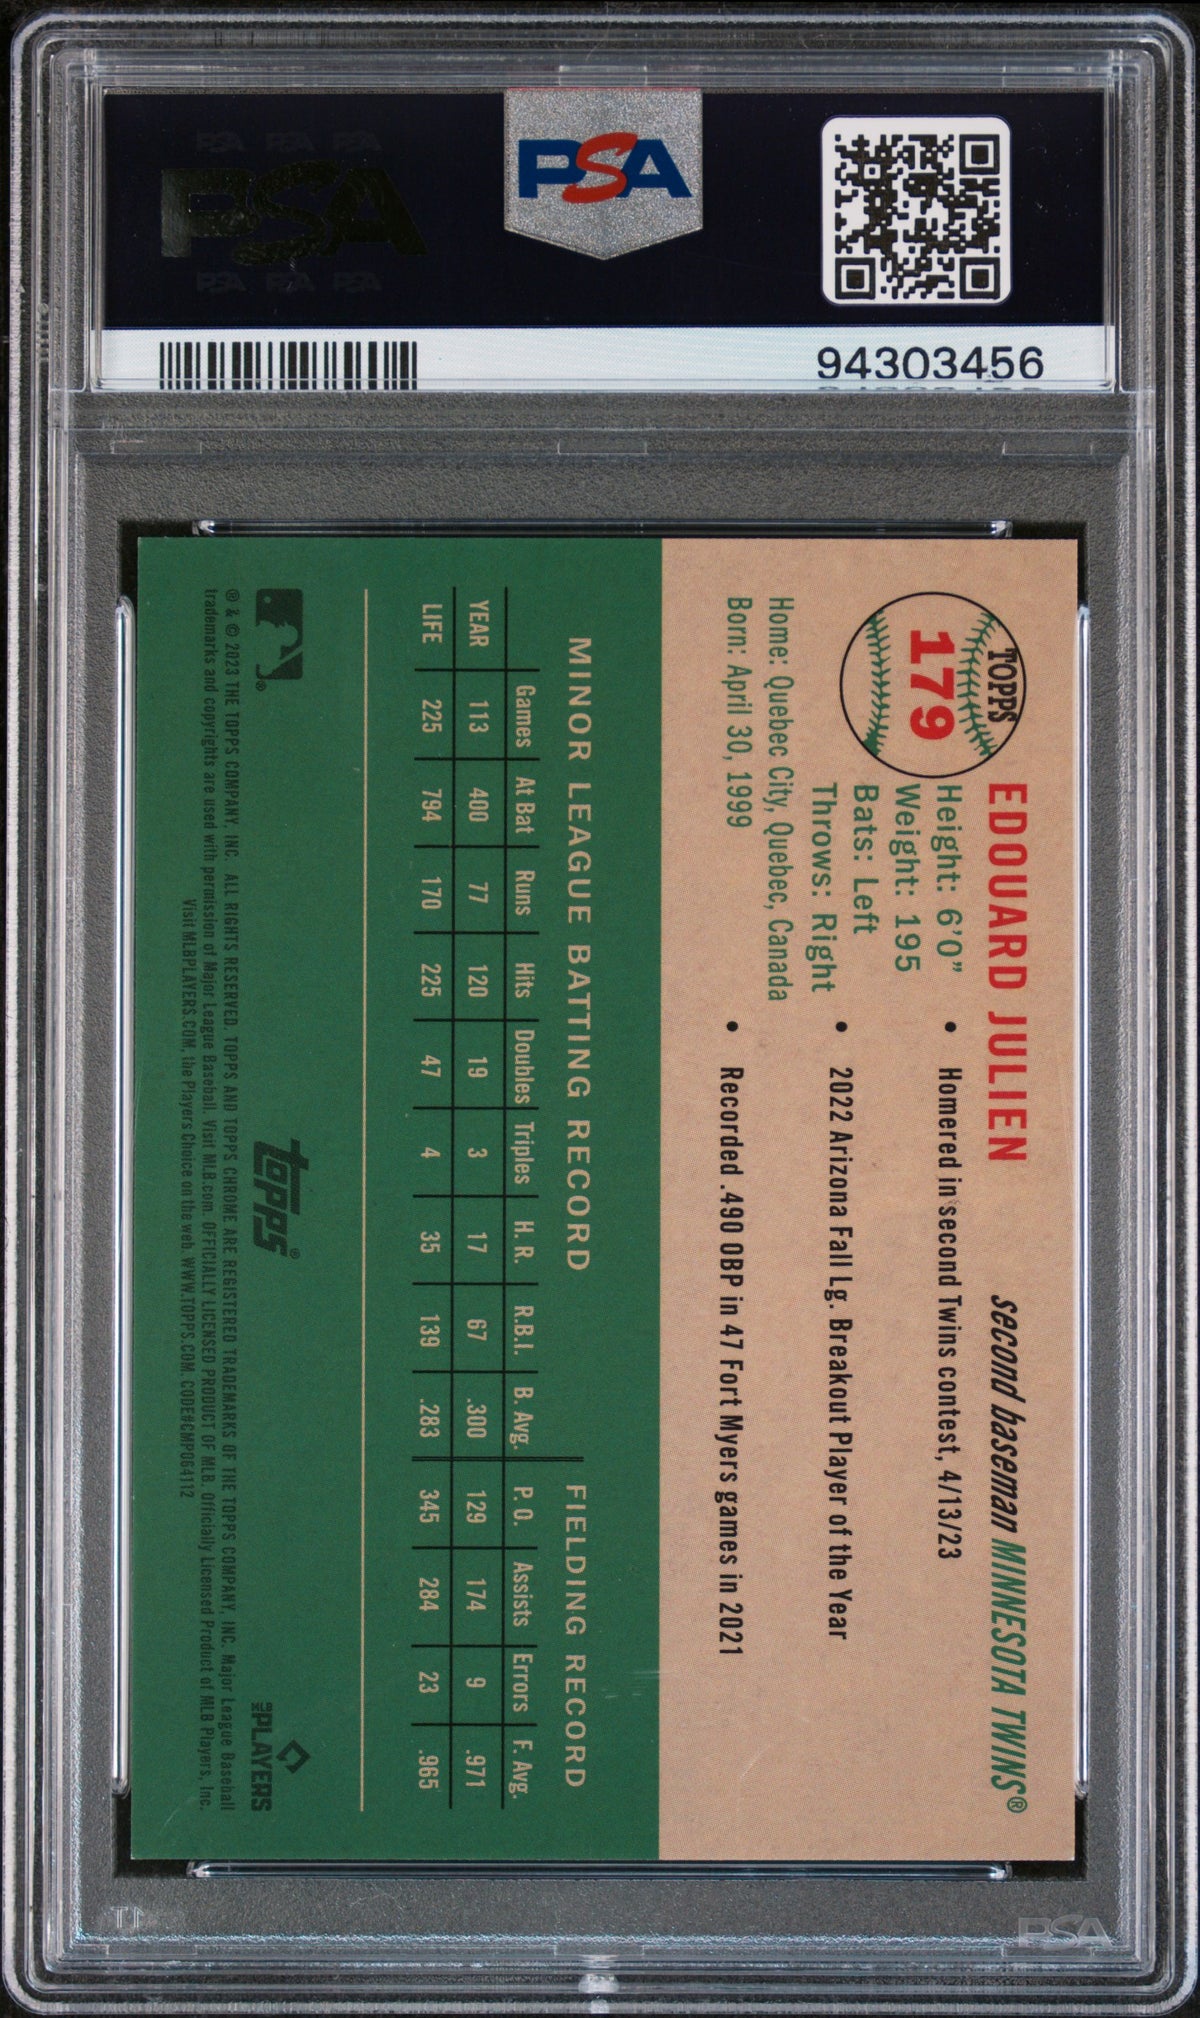 PSA PSA PSA
PSA
PSA PSA PSA
PSA
94303456
TOPPS
179
EDOUARD JULIEN second baseman MINNESOTA TWINS®
Height: 6'0"
Weight: 195
Bats: Left
Throws: Right
Home: Quebec City, Quebec, Canada
Born: April 30, 1999
• Homered in second Twins contest, 4/13/23
• 2022 Arizona Fall Lg. Breakout Player of the Year
• Recorded .490 OBP in 47 Fort Myers games in 2021
MINOR LEAGUE BATTING RECORD FIELDING RECORD
Games At Bat Runs Hits Doubles Triples H. R. R.B.I. B. Avg. P. O. Assists Errors F. Avg.
YEAR 113 400 77 120 19 3 17 67 .300 129 174 9 .971
LIFE 225 794 170 225 47 4 35 139 .283 345 284 23 .965
® topps® MLB PLAYERS
® & © 2023 THE TOPPS COMPANY, INC. ALL RIGHTS RESERVED. TOPPS AND TOPPS CHROME ARE REGISTERED TRADEMARKS OF THE TOPPS COMPANY, INC. Major League Baseball
trademarks and copyrights are used with permission of Major League Baseball. Visit MLB.com. OFFICIALLY LICENSED PRODUCT OF MLB. Officially Licensed Product of MLB Players, Inc.
Visit MLBPLAYERS.COM, the Players Choice on the web. WWW.TOPPS.COM. CODE#CMP064112
PSA